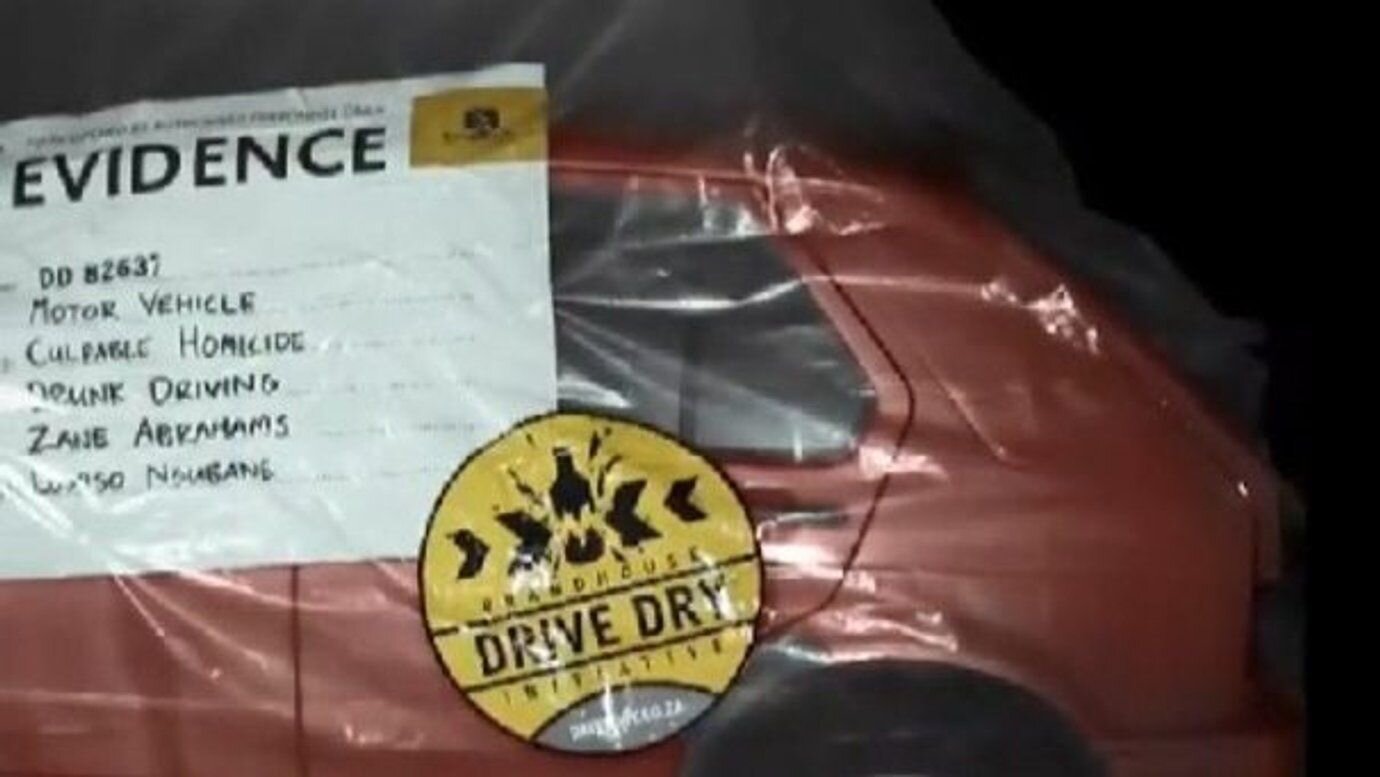 EVIDENCE
DD 82637
MOTOR VEHICLE
CULPABLE HOMICIDE
DRUNK DRIVING
ZANE ABRAHAMS
BRANDHOUSE
DRIVE DRY
INITIATIVE